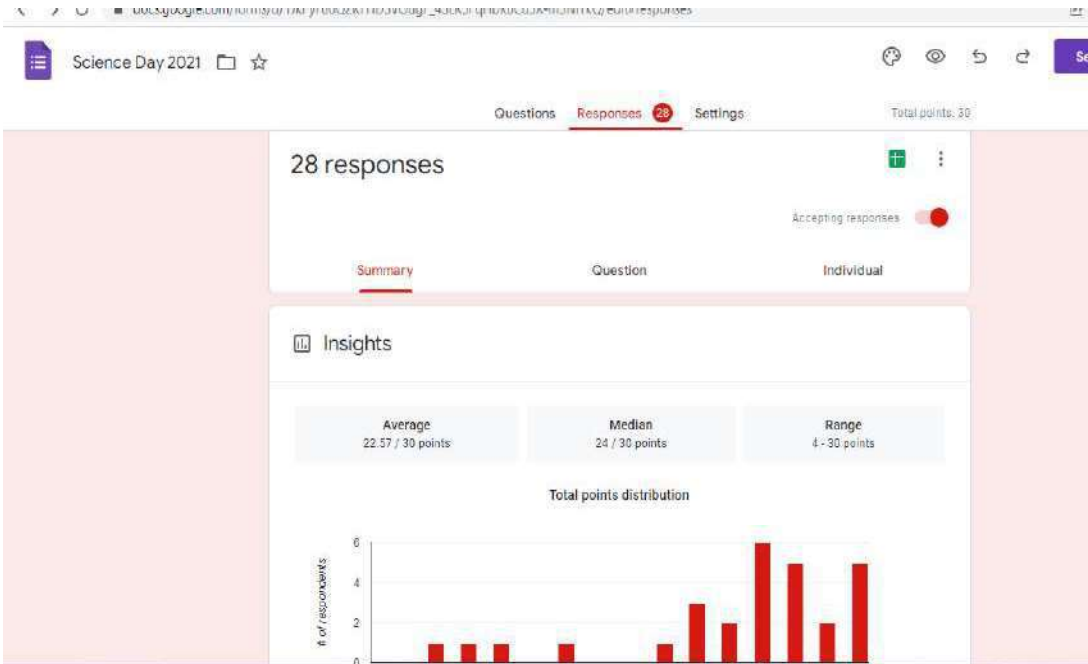 Science Day 2021
Se
Questions Responses 28 Settings
Total points: 30
28 responses
Accepting responses
Summary Question Individual
Insights
Average Median Range
22.57 / 30 points 24 / 30 points 4 - 30 points
Total points distribution
# of respondents
6
4
2
0